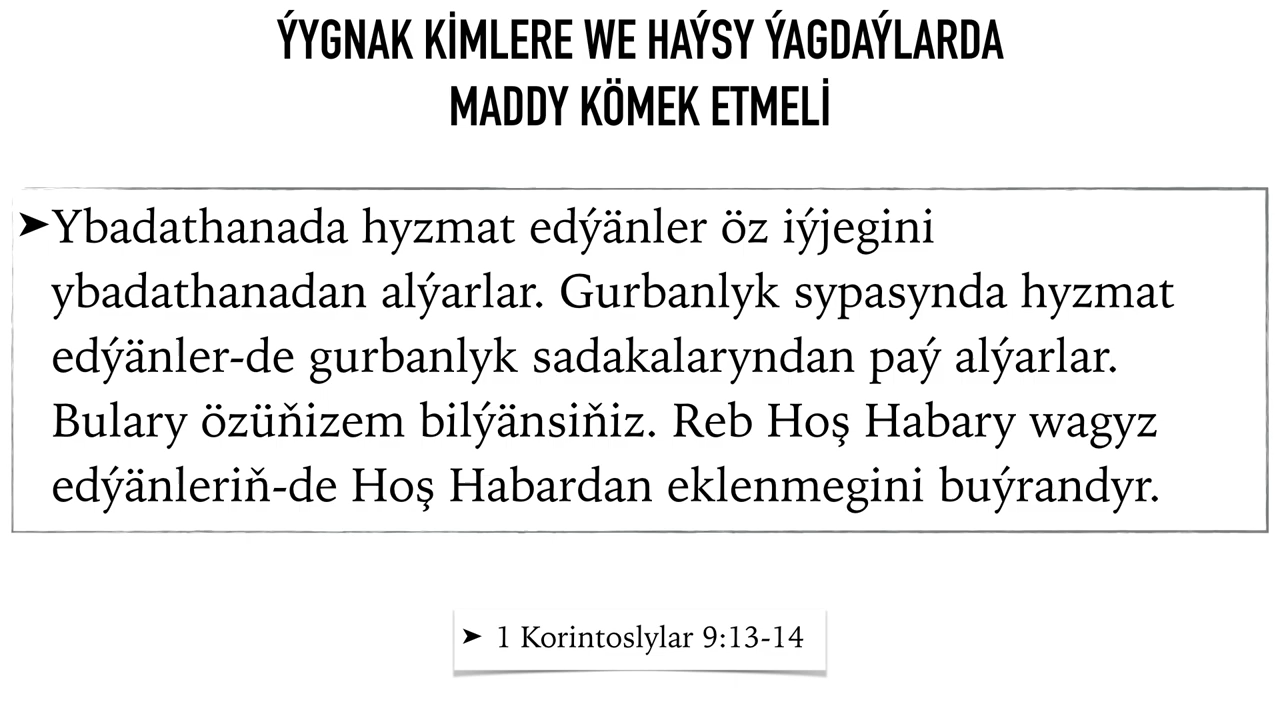 ÝYGNAK KİMLERE WE HAÝSY ÝAGDAÝLARDA
MADDY KÖMEK ETMELİ
➤Ybadathanada hyzmat edýänler öz iýjegini
ybadathanadan alýarlar. Gurbanlyk sypasynda hyzmat
edýänler-de gurbanlyk sadakalaryndan paý alýarlar.
Bulary özüňizem bilýänsiňiz. Reb Hoş Habary wagyz
edýänleriň-de Hoş Habardan eklenmegini buýrandyr.
➤ 1 Korintoslylar 9:13-14